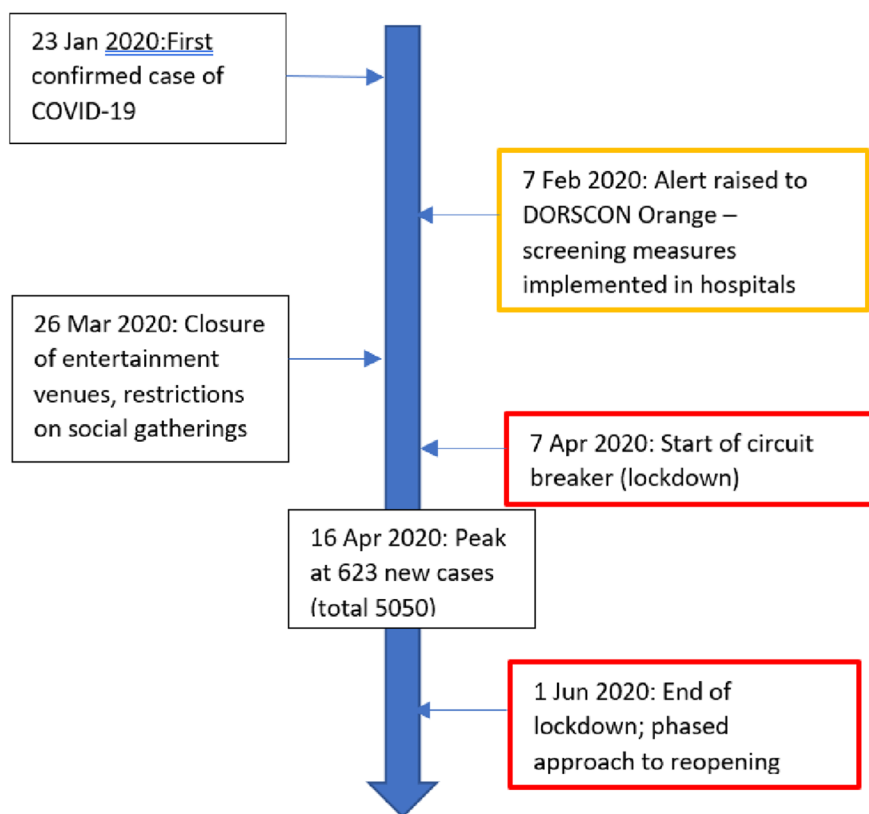 23 Jan 2020:First
confirmed case of
COVID-19
7 Feb 2020: Alert raised to
DORSCON Orange –
screening measures
implemented in hospitals
26 Mar 2020: Closure
of entertainment
venues, restrictions
on social gatherings
7 Apr 2020: Start of circuit
breaker (lockdown)
16 Apr 2020: Peak
at 623 new cases
(total 5050)
1 Jun 2020: End of
lockdown; phased
approach to reopening